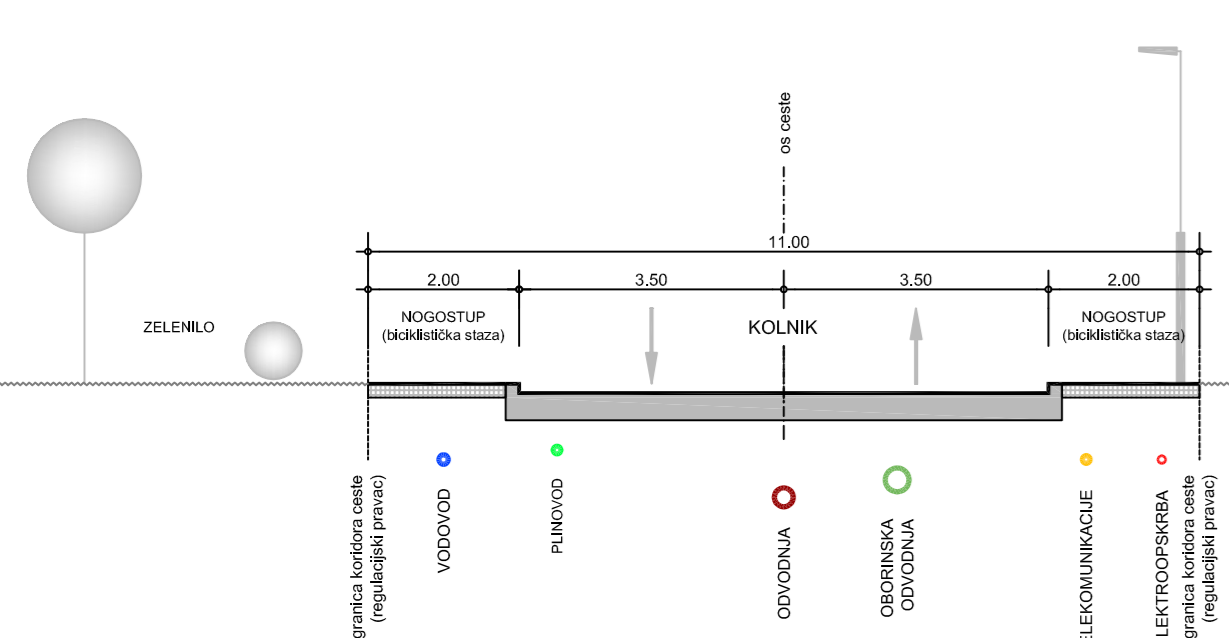 os ceste
11.00
2.00
3.50
3.50
2.00
ZELENILO
NOGOSTUP
(biciklistička staza)
KOLNIK
NOGOSTUP
(biciklistička staza)
granica koridora ceste
(regulacijski pravac)
VODOVOD
PLINOVOD
ODVODNJA
OBORINSKA
ODVODNJA
ELEKOMUNIKACIJE
LEKTROOPSKRBA
granica koridora ceste
(regulacijski pravac)